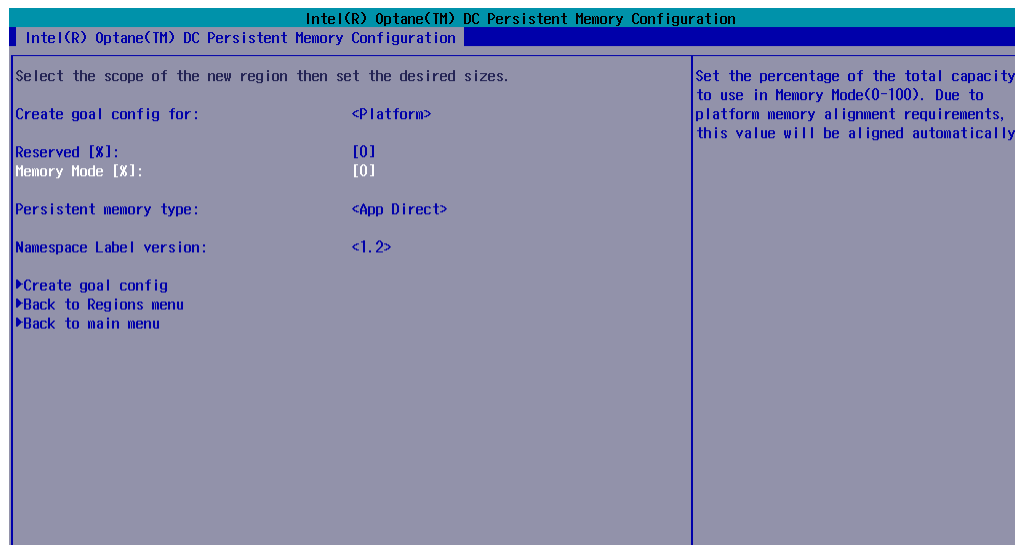 Intel(R) Optane(TM) DC Persistent Memory Configuration
Intel(R) Optane(TM) DC Persistent Memory Configuration
Select the scope of the new region then set the desired sizes.
Create goal config for: <Platform>
Reserved [%]: [0]
Memory Mode [%]: [0]
Persistent memory type: <App Direct>
Namespace Label version: <1.2>
Create goal config
Back to Regions menu
Back to main menu
Set the percentage of the total capacity
to use in Memory Mode(0-100). Due to
platform memory alignment requirements,
this value will be aligned automatically